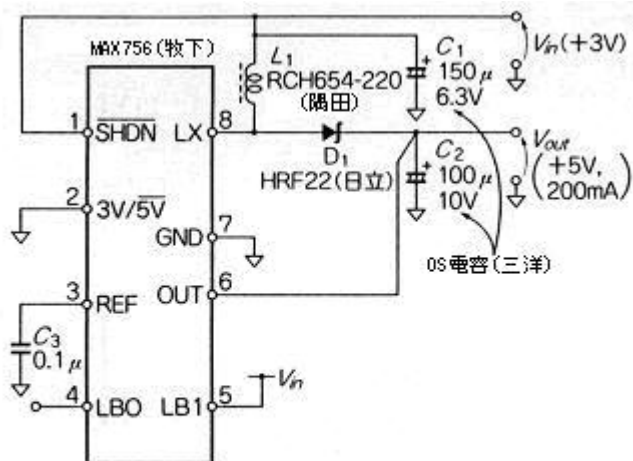 MAX756(牧下)
L1
RCH654-220
(隅田)
C1
150μ
6.3V
Vin(+3V)
1
SHDN
LX
8
D1
HRF22(日立)
C2
100μ
10V
Vout
(+5V,
200mA)
2
3V/5V
GND
7
OS電容(三洋)
3
REF
OUT
6
C3
0.1μ
4
LBO
LB1
5
Vin